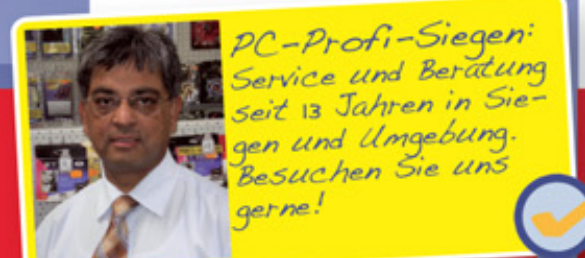 PC-Profi-Siegen:
Service und Beratung
seit 13 Jahren in Sie-
gen und Umgebung.
Besuchen Sie uns
gerne!